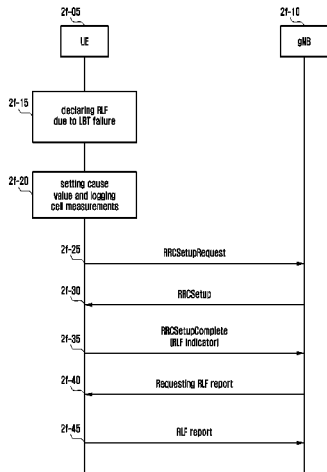 2f-05
2f-10
UE
gNB
2f-15
declaring RLF
due to LBT failure
2f-20
setting cause
value and logging
cell measurements
2f-25
RRCSetupRequest
2f-30
RRCSetup
2f-35
RRCSetupComplete
[RLF indicator]
2f-40
Requesting RLF report
2f-45
RLF report